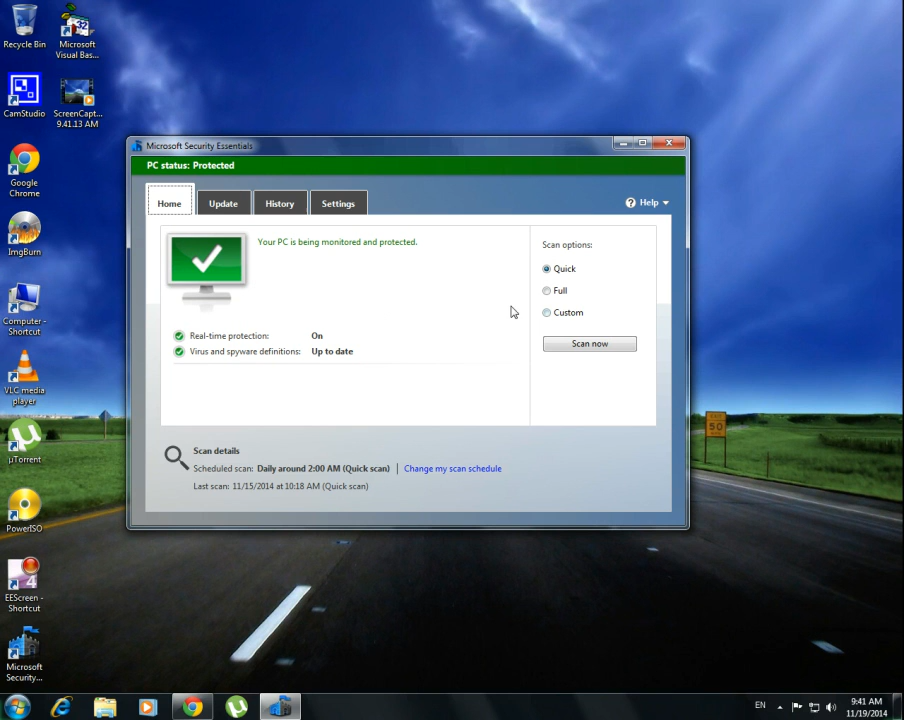 Recycle Bin
Microsoft
Visual Bas...
CamStudio
ScreenCapt...
9.41.13 AM
Google
Chrome
ImgBurn
Computer -
Shortcut
VLC media
player
µTorrent
PowerISO
EEScreen -
Shortcut
Microsoft
Security...
Microsoft Security Essentials
PC status: Protected
Home
Update
History
Settings
Help
Your PC is being monitored and protected.
Scan options:
Quick
Full
Custom
Scan now
Real-time protection: On
Virus and spyware definitions: Up to date
Scan details
Scheduled scan: Daily around 2:00 AM (Quick scan) | Change my scan schedule
Last scan: 11/15/2014 at 10:18 AM (Quick scan)
50
EN
9:41 AM
11/19/2014